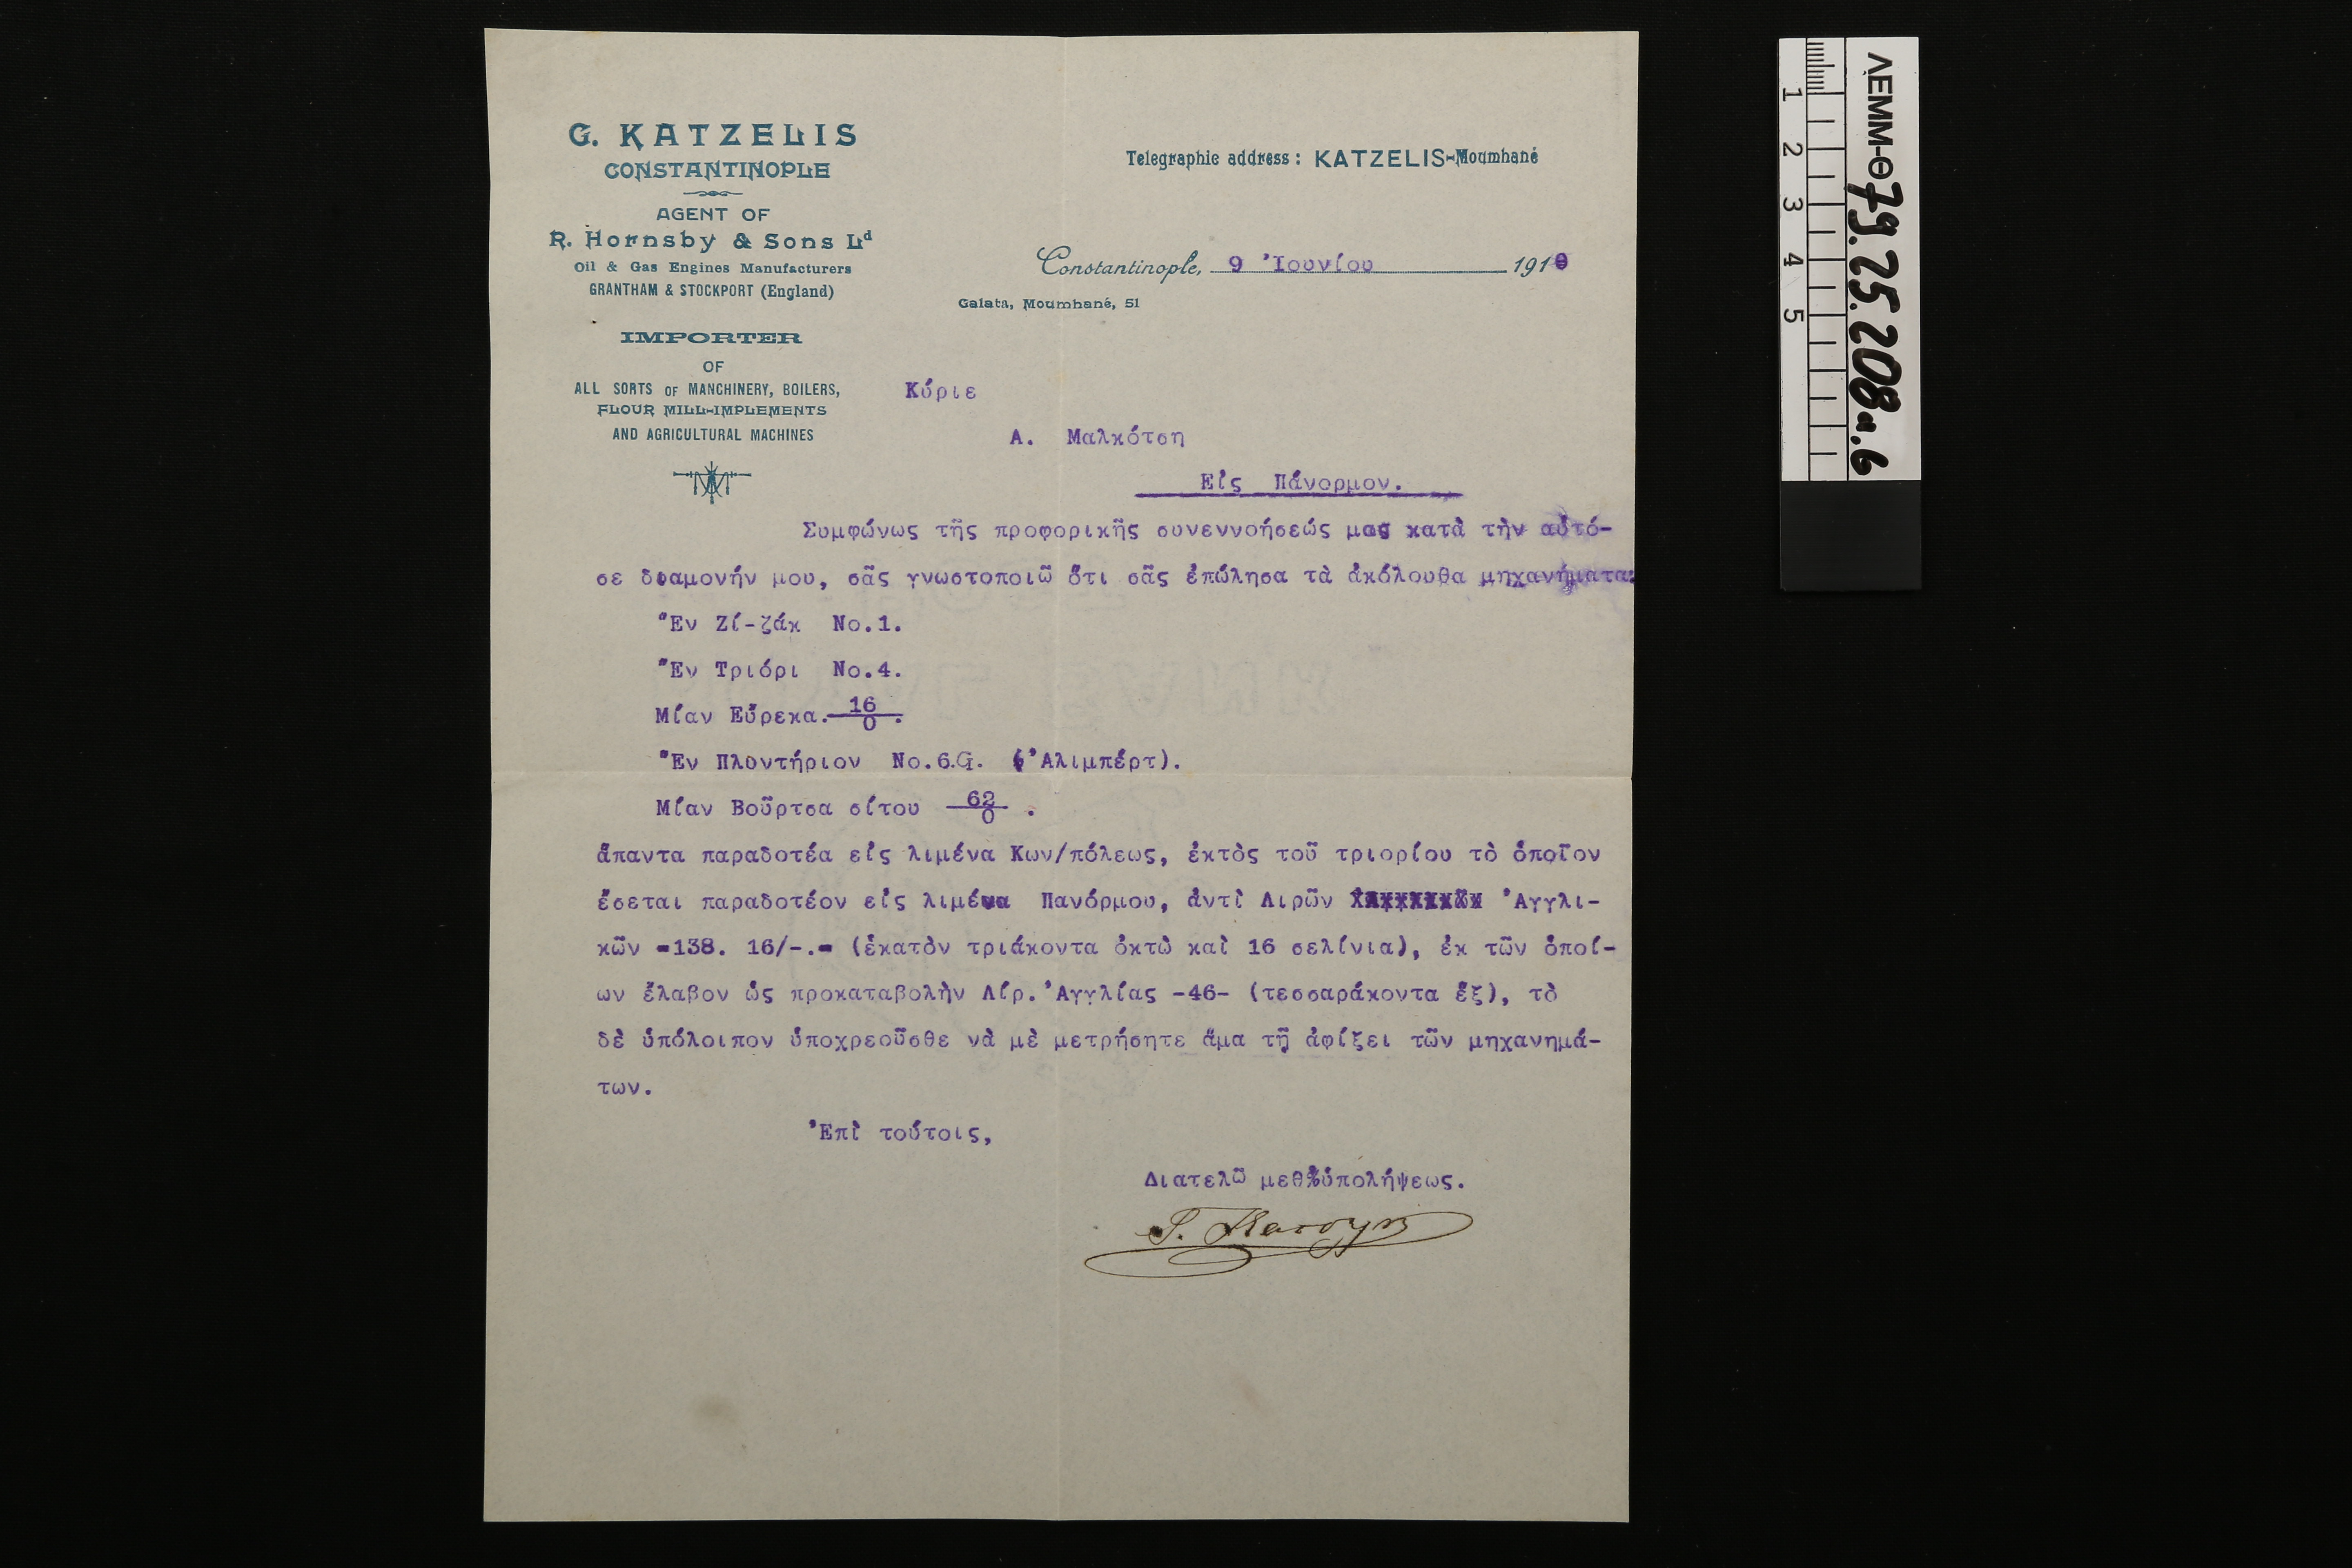 G. KATZELIS
CONSTANTINOPLE
AGENT OF
R. Hornsby & Sons Ld
Oil & Gas Engines Manufacturers
GRANTHAM & STOCKPORT (England)
IMPORTER
OF
ALL SORTS OF MANCHINERY, BOILERS,
FLOUR MILL-IMPLEMENTS
AND AGRICULTURAL MACHINES
Telegraphic address: KATZELIS-Moumhané
Constantinople, 9 Ἰουνίου 1910
Galata, Moumhané, 51
Κύριε
Α. Μαλκότση
Εἰς Πάνορμον.
Συμφώνως τῆς προφορικῆς συνεννοήσεώς μας κατὰ τὴν αὐτό-
σε διαμονήν μου, σᾶς γνωστοποιῶ ὅτι σᾶς ἐπώλησα τὰ ἀκόλουθα μηχανήματα:
Ἕν Ζί-ζάκ No.1.
Ἕν Τριόρι No.4.
Μίαν Εὕρεκα. 16/0 .
Ἕν Πλυντήριον No.6.G. (Ἀλιμπέρτ).
Μίαν Βοῦρτσα σίτου 62/0 .
ἅπαντα παραδοτέα εἰς λιμένα Κων/πόλεως, ἐκτὸς τοῦ τριορίου τὸ ὁποῖον
ἔσεται παραδοτέον εἰς λιμένα Πανόρμου, ἀντὶ Λιρῶν Ἀγγλι-
κῶν =138. 16/-.= (ἑκατὸν τριάκοντα ὀκτὼ καὶ 16 σελίνια), ἐκ τῶν ὁποί-
ων ἔλαβον ὡς προκαταβολὴν Λίρ. Ἀγγλίας -46- (τεσσαράκοντα ἕξ), τὸ
δὲ ὑπόλοιπον ὑποχρεοῦσθε νὰ μὲ μετρήσητε ἅμα τῇ ἀφίξει τῶν μηχανημά-
των.
Ἐπὶ τούτοις,
Διατελῶ μεθ'ὑπολήψεως.
ΛΕΜΜ-Θ 79.25.208α.6
1
2
3
4
5